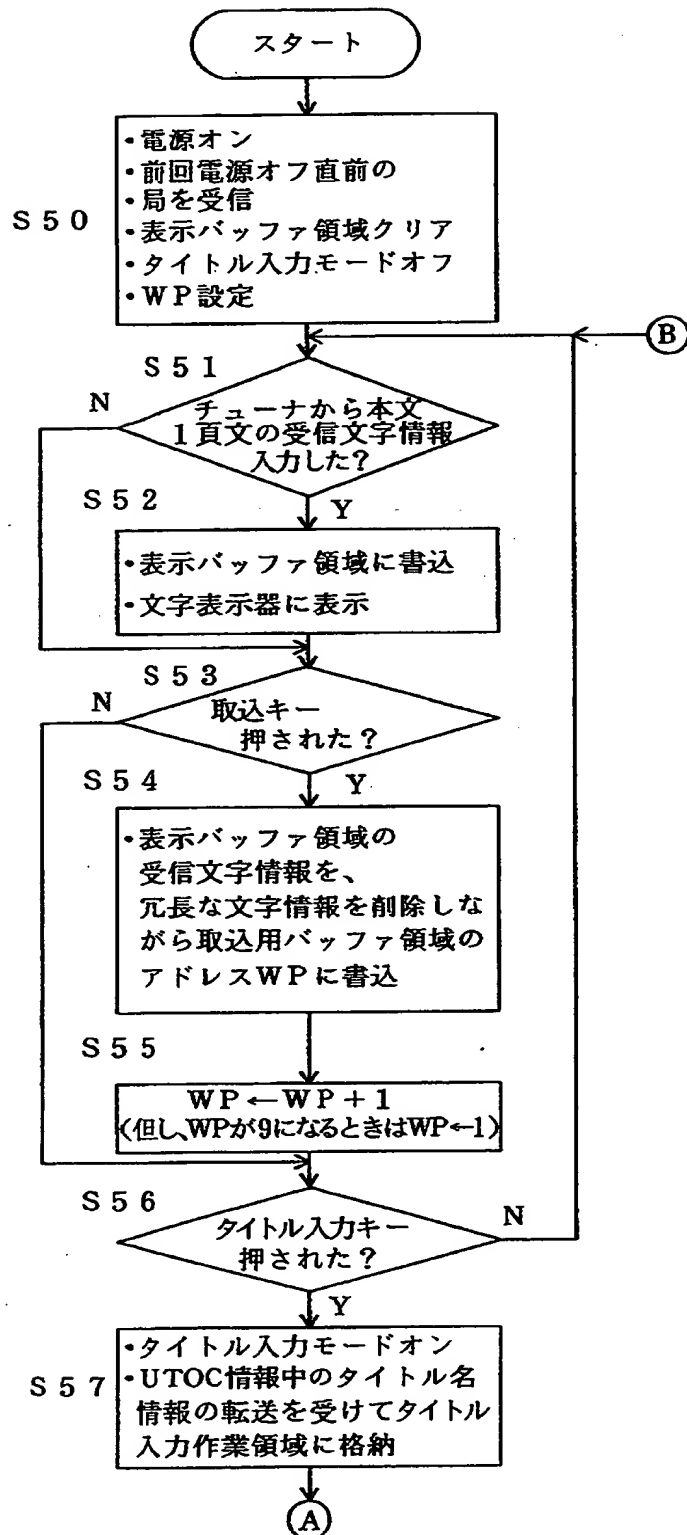 スタート
S50
・電源オン
・前回電源オフ直前の
・局を受信
・表示バッファ領域クリア
・タイトル入力モードオフ
・WP設定
B
S51
N
チューナから本文
1頁文の受信文字情報
入力した?
Y
S52
・表示バッファ領域に書込
・文字表示器に表示
S53
N
取込キー
押された?
Y
S54
・表示バッファ領域の
受信文字情報を、
冗長な文字情報を削除しな
がら取込用バッファ領域の
アドレスWPに書込
S55
WP←WP+1
(但し、WPが9になるときはWP←1)
S56
タイトル入力キー
押された?
N
Y
S57
・タイトル入力モードオン
・UTOC情報中のタイトル名
情報の転送を受けてタイトル
入力作業領域に格納
A